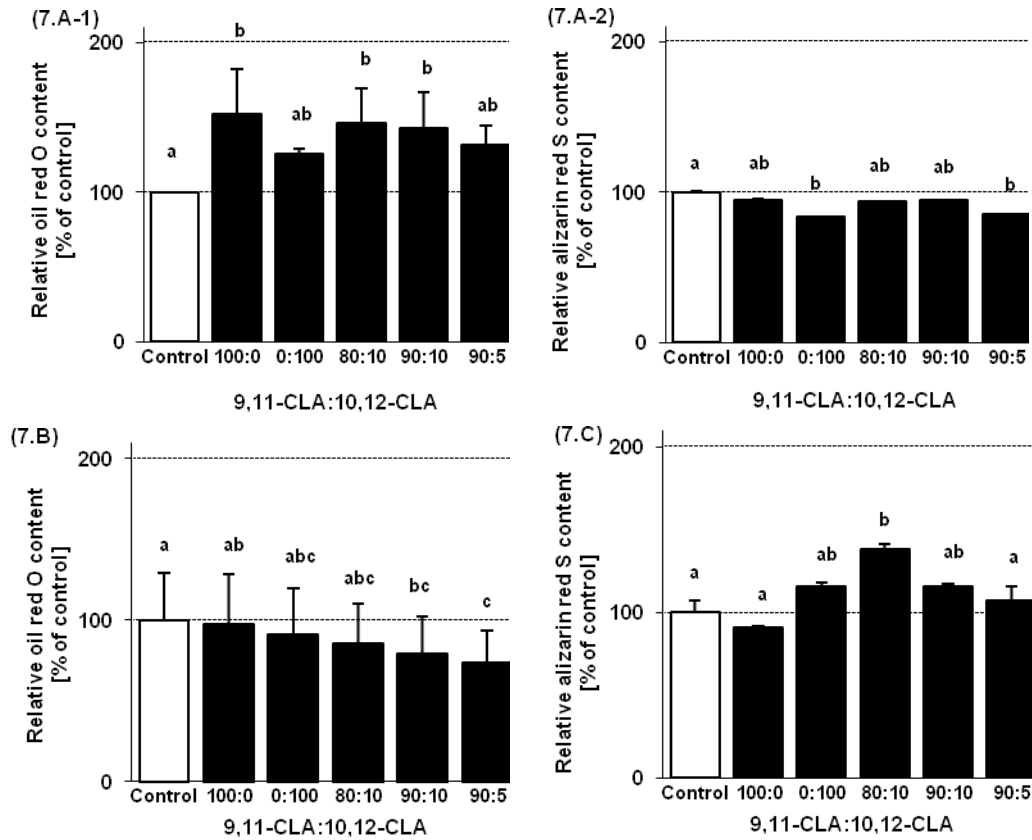 (7.A-1)
Relative oil red O content
[% of control]
200
100
0
a
b
ab
b
b
ab
Control 100:0 0:100 80:10 90:10 90:5
9,11-CLA:10,12-CLA
(7.A-2)
Relative alizarin red S content
[% of control]
200
100
0
a
ab
b
ab
ab
b
Control 100:0 0:100 80:10 90:10 90:5
9,11-CLA:10,12-CLA
(7.B)
Relative oil red O content
[% of control]
200
100
0
a
ab
abc
abc
bc
c
Control 100:0 0:100 80:10 90:10 90:5
9,11-CLA:10,12-CLA
(7.C)
Relative alizarin red S content
[% of control]
200
100
0
a
a
ab
b
ab
a
Control 100:0 0:100 80:10 90:10 90:5
9,11-CLA:10,12-CLA